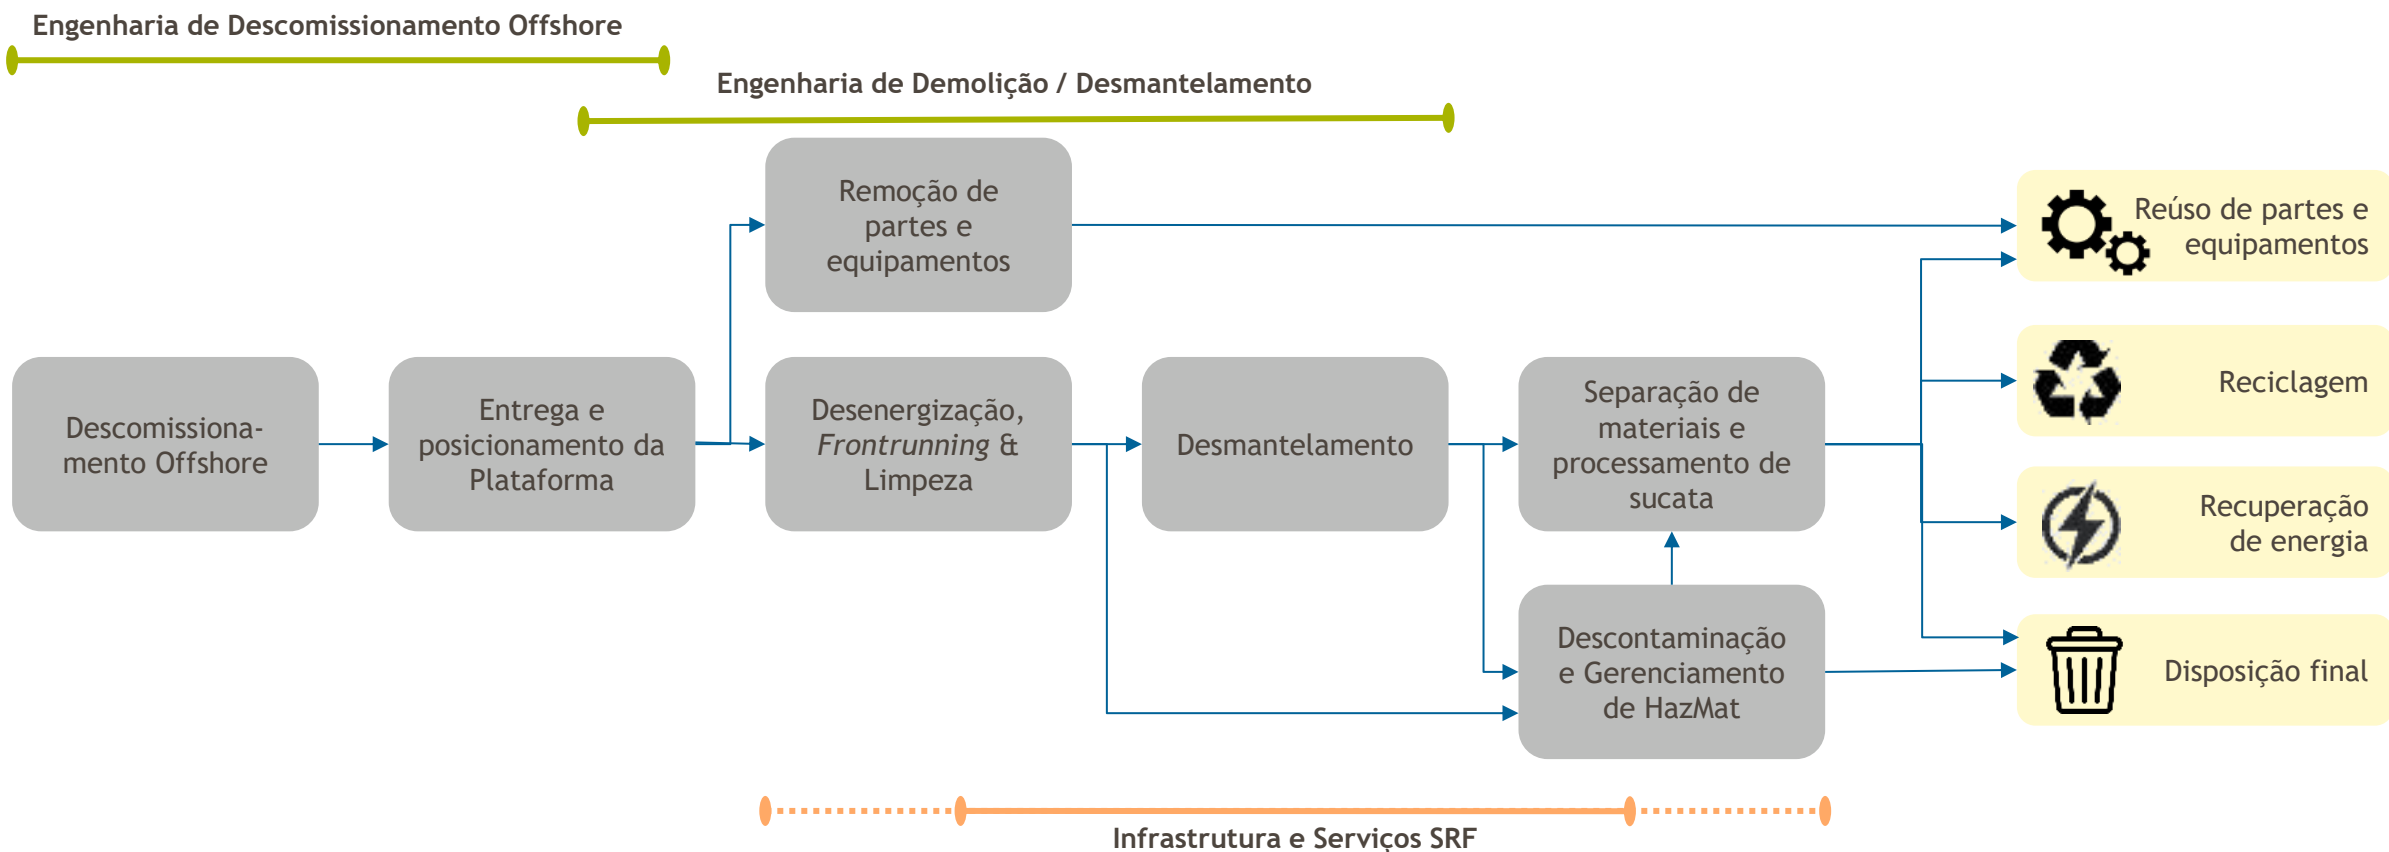 Engenharia de Descomissionamento Offshore
Engenharia de Demolição / Desmantelamento
Remoção de
partes e
equipamentos
Reúso de partes e
equipamentos
Descomissiona-
mento Offshore
Entrega e
posicionamento da
Plataforma
Desenergização,
Frontrunning &
Limpeza
Desmantelamento
Separação de
materiais e
processamento de
sucata
Reciclagem
Recuperação
de energia
Descontaminação
e Gerenciamento
de HazMat
Disposição final
Infrastrutura e Serviços SRF